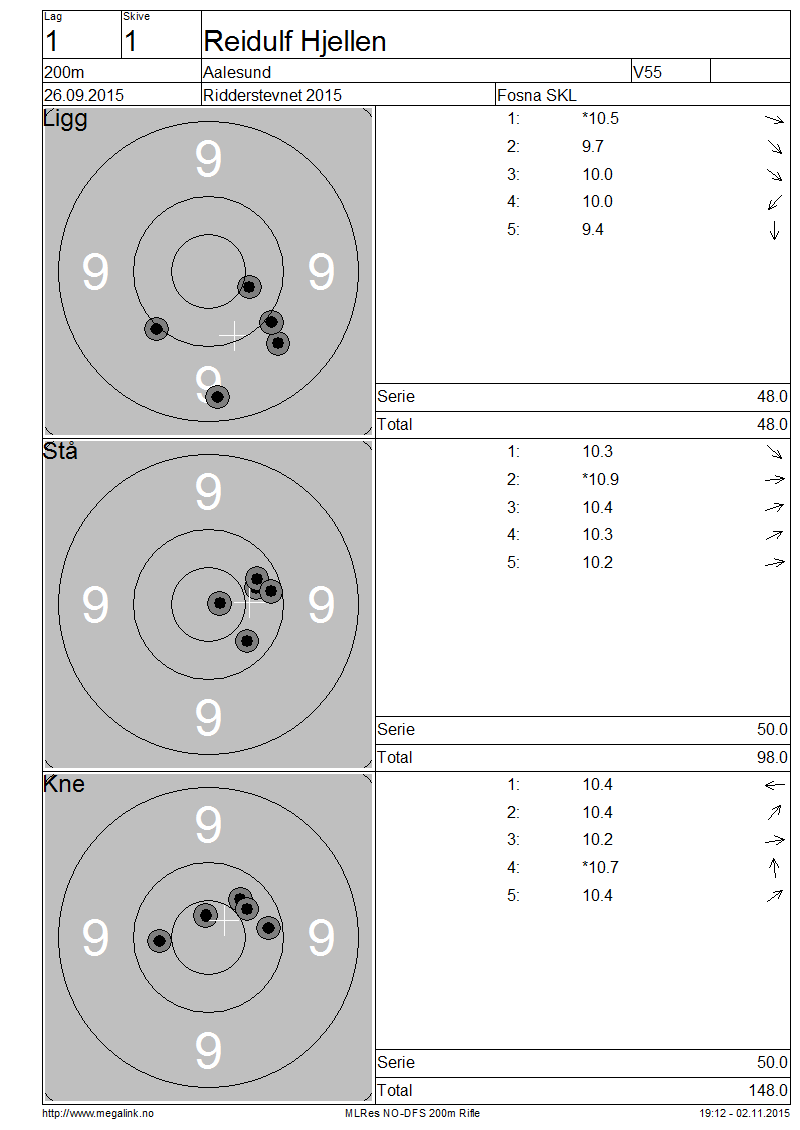 Lag Skive
1 1 Reidulf Hjellen
200m Aalesund V55
26.09.2015 Ridderstevnet 2015 Fosna SKL
Ligg
9
9 9
9
1: *10.5
2: 9.7
3: 10.0
4: 10.0
5: 9.4
Serie 48.0
Total 48.0
Stå
9
9 9
9
1: 10.3
2: *10.9
3: 10.4
4: 10.3
5: 10.2
Serie 50.0
Total 98.0
Kne
9
9 9
9
1: 10.4
2: 10.4
3: 10.2
4: *10.7
5: 10.4
Serie 50.0
Total 148.0
http://www.megalink.no MLRes NO-DFS 200m Rifle 19:12 - 02.11.2015